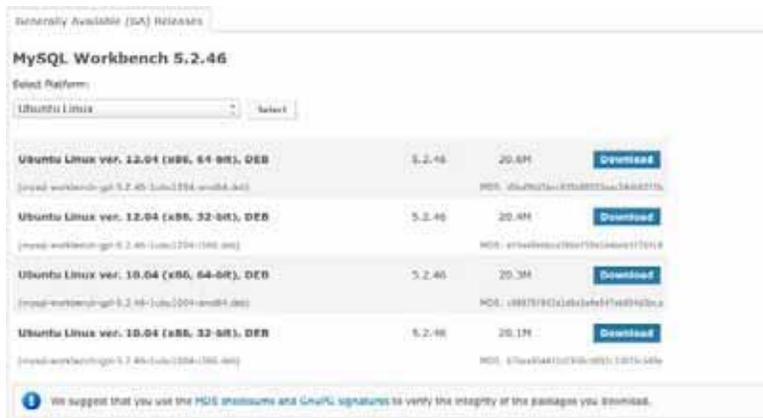 Generally Available (GA) Releases
MySQL Workbench 5.2.46
Select Platform:
Ubuntu Linux Select
Ubuntu Linux ver. 12.04 (x86, 64-bit), DEB 5.2.46 20.6M Download
MD5:
Ubuntu Linux ver. 12.04 (x86, 32-bit), DEB 5.2.46 20.4M Download
MD5:
Ubuntu Linux ver. 10.04 (x86, 64-bit), DEB 5.2.46 20.3M Download
MD5:
Ubuntu Linux ver. 10.04 (x86, 32-bit), DEB 5.2.46 20.1M Download
MD5:
We suggest that you use the MD5 checksums and GnuPG signatures to verify the integrity of the packages you download.